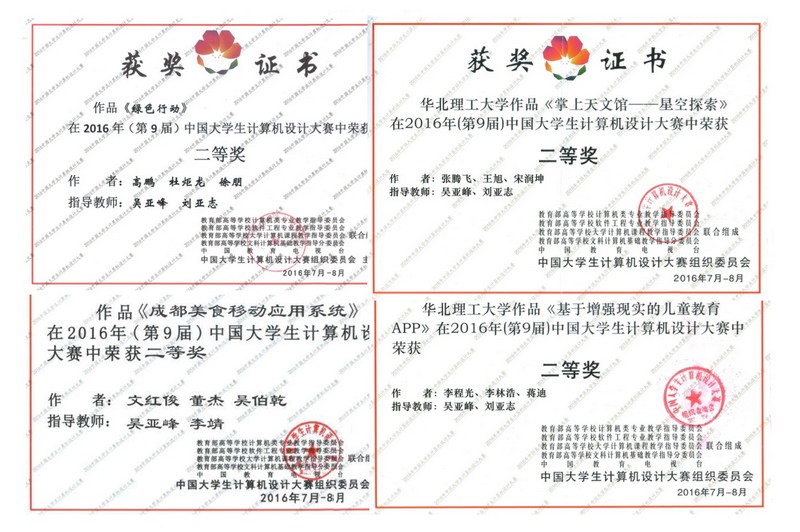 获奖证书
作品《绿色行动》
在2016年（第9届）中国大学生计算机设计大赛中荣获
二等奖
作 者：高鹏 杜炬龙 徐朋
指导教师：吴亚峰 刘亚志
教育部高等学校计算机类专业教学指导委员会
教育部高等学校软件工程专业教学指导委员会
教育部高等学校大学计算机课程教学指导委员会 联合组成
教育部高等学校文科计算机基础教学指导分委员会
中国教育电视台
中国大学生计算机设计大赛组织委员会 主
2016年7月-8月
获奖证书
华北理工大学作品《掌上天文馆——星空探索》
在2016年(第9届)中国大学生计算机设计大赛中荣获
二等奖
作 者：张腾飞、王旭、宋润坤
指导教师：吴亚峰、刘亚志
教育部高等学校计算机类专业教学指导委员会
教育部高等学校软件工程专业教学指导委员会
教育部高等学校大学计算机课程教学指导委员会 联合组成
教育部高等学校文科计算机基础教学指导分委员会
中国教育电视台
中国大学生计算机设计大赛组织委员会
2016年7月-8月
作品《成都美食移动应用系统》
在2016年(第9届)中国大学生计算机设
大赛中荣获二等奖
作 者：文红俊 董杰 吴伯乾
指导教师：吴亚峰 李靖
教育部高等学校计算机类专业教学指导委员会
教育部高等学校软件工程专业教学指导委员会
教育部高等学校大学计算机课程教学指导委员会 联合组
教育部高等学校文科计算机基础教学指导分委员会
中国教育电视台
中国大学生计算机设计大赛组织委员会
2016年7月-8月
华北理工大学作品《基于增强现实的儿童教育
APP》在2016年(第9届)中国大学生计算机设计大赛中
荣获
二等奖
作 者：李程光、李林浩、蒋迪
指导教师：吴亚峰、刘亚志
教育部高等学校计算机类专业教学指导委员会
教育部高等学校软件工程专业教学指导委员会
教育部高等学校大学计算机课程教学指导委员会 联合组成
教育部高等学校文科计算机基础教学指导分委员会
中国教育电视台
中国大学生计算机设计大赛组织委员会
2016年7月-8月